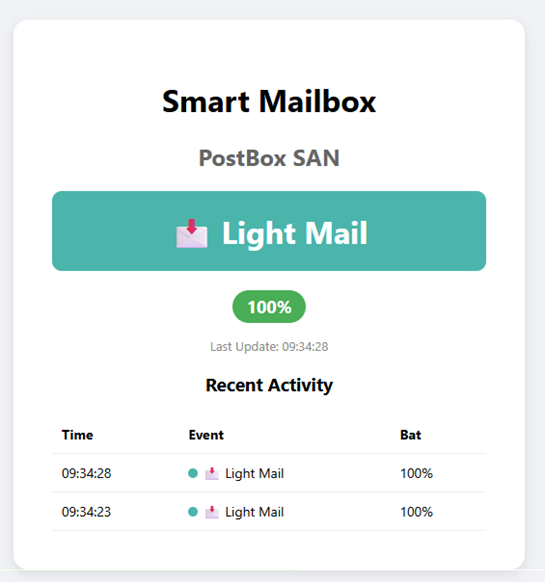 Smart Mailbox
PostBox SAN
📩 Light Mail
100%
Last Update: 09:34:28
Recent Activity
Time Event Bat
09:34:28 📩 Light Mail 100%
09:34:23 📩 Light Mail 100%